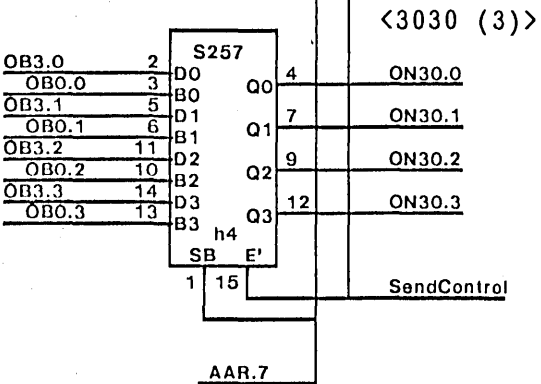 <3030 (3)>
S257
OB3.0 2 D0 Q0 4 ON30.0
OB0.0 3 B0
OB3.1 5 D1 Q1 7 ON30.1
OB0.1 6 B1
OB3.2 11 D2 Q2 9 ON30.2
OB0.2 10 B2
OB3.3 14 D3 Q3 12 ON30.3
OB0.3 13 B3
h4
SB E'
1 15
SendControl
AAR.7